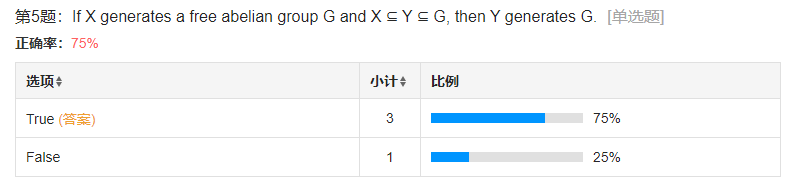 第5题：If X generates a free abelian group G and X ⊆ Y ⊆ G, then Y generates G. [单选题]
正确率：75%
选项 小计 比例
True (答案) 3 75%
False 1 25%